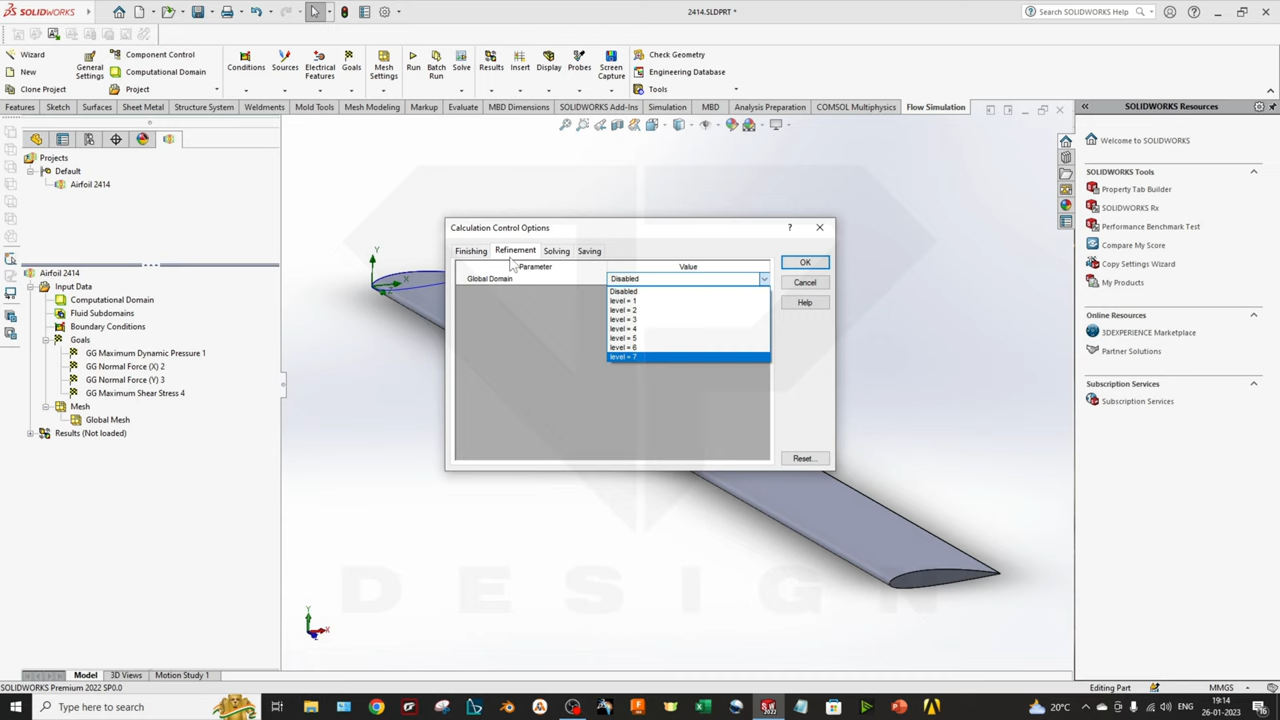 SOLIDWORKS
2414.SLDPRT *
Search SOLIDWORKS Help
Wizard
New
Clone Project
General Settings
Component Control
Computational Domain
Project
Conditions
Sources
Electrical Features
Goals
Mesh Settings
Run
Batch Run
Solve
Results
Insert
Display
Probes
Screen Capture
Check Geometry
Engineering Database
Tools
Features Sketch Surfaces Sheet Metal Structure System Weldments Mold Tools Mesh Modeling Markup Evaluate MBD Dimensions SOLIDWORKS Add-Ins Simulation MBD Analysis Preparation COMSOL Multiphysics Flow Simulation
SOLIDWORKS Resources
Projects
Default
Airfoil 2414
Airfoil 2414
Input Data
Computational Domain
Fluid Subdomains
Boundary Conditions
Goals
GG Maximum Dynamic Pressure 1
GG Normal Force (X) 2
GG Normal Force (Y) 3
GG Maximum Shear Stress 4
Mesh
Global Mesh
Results (Not loaded)
Y
X
Calculation Control Options
?
Finishing Refinement Solving Saving
Parameter Value
Global Domain Disabled
Disabled
level = 1
level = 2
level = 3
level = 4
level = 5
level = 6
level = 7
OK
Cancel
Help
Reset...
DESIGN
Y
X
Z
Welcome to SOLIDWORKS
SOLIDWORKS Tools
Property Tab Builder
SOLIDWORKS Rx
Performance Benchmark Test
Compare My Score
Copy Settings Wizard
My Products
Online Resources
3DEXPERIENCE Marketplace
Partner Solutions
Subscription Services
Subscription Services
Model 3D Views Motion Study 1
SOLIDWORKS Premium 2022 SP0.0
Editing Part
MMGS
Type here to search
20°C
ENG
19:14
26-01-2023